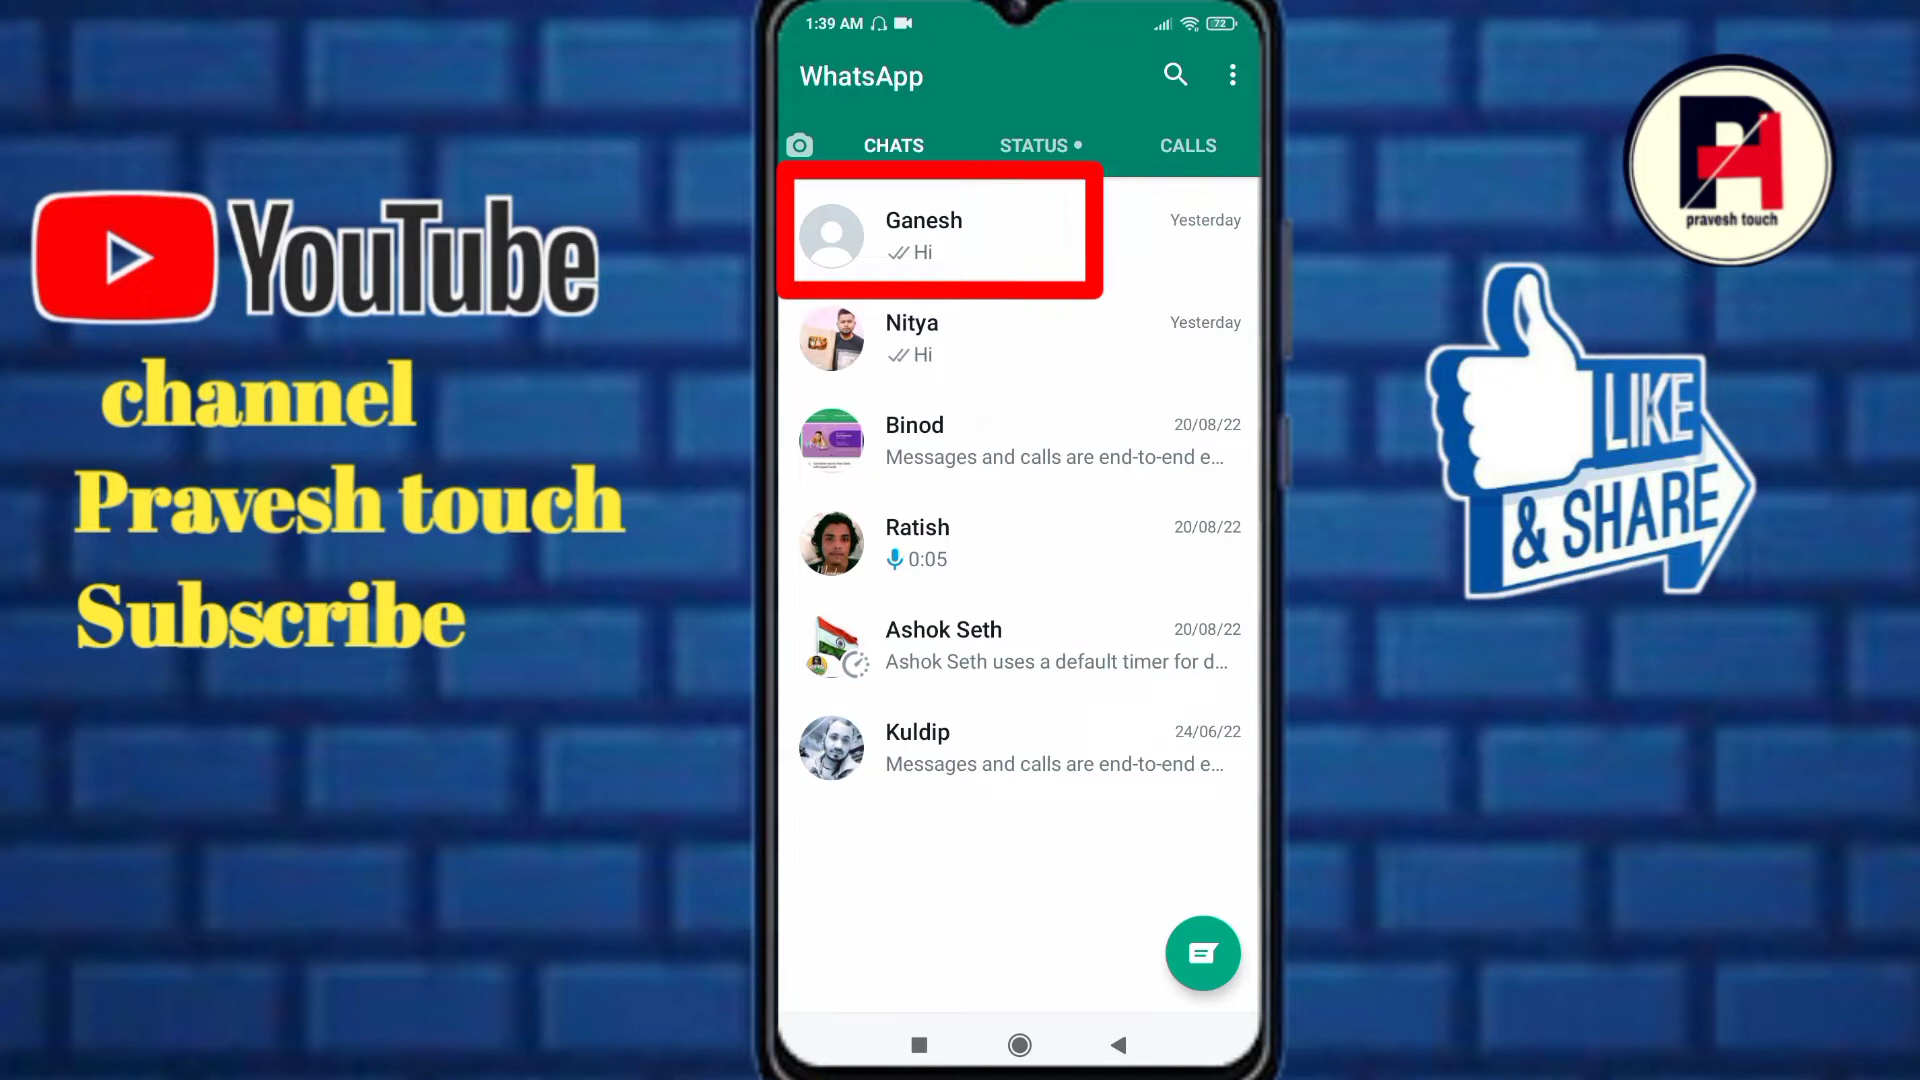 1:39 AM
72
WhatsApp
CHATS
STATUS
CALLS
Ganesh
Yesterday
Hi
Nitya
Yesterday
Hi
Binod
20/08/22
Messages and calls are end-to-end e...
Ratish
20/08/22
0:05
Ashok Seth
20/08/22
Ashok Seth uses a default timer for d...
Kuldip
24/06/22
Messages and calls are end-to-end e...
YouTube
channel
Pravesh touch
Subscribe
pravesh touch
LIKE
& SHARE